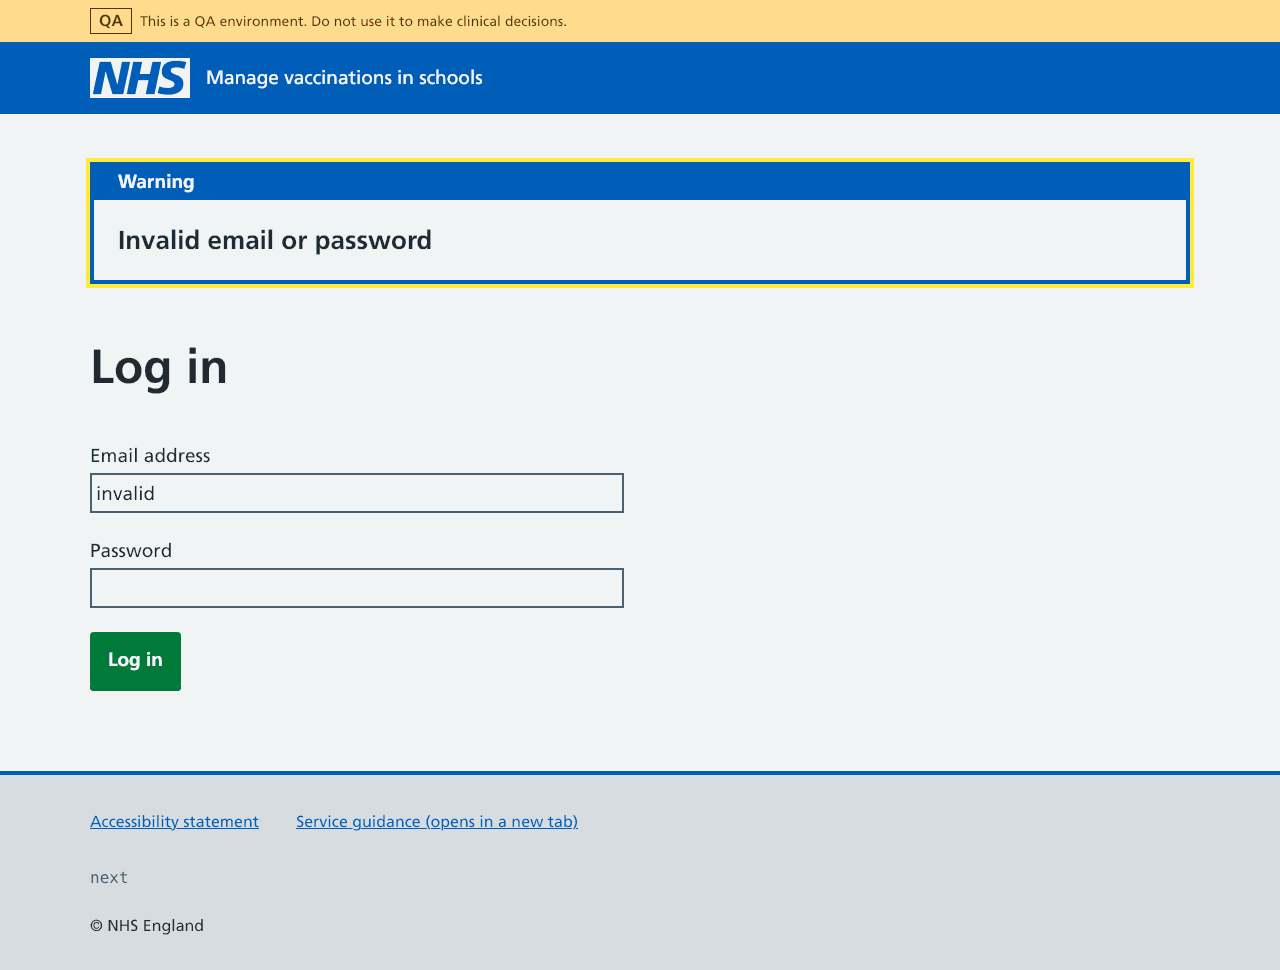 QA This is a QA environment. Do not use it to make clinical decisions.
NHS Manage vaccinations in schools
Warning
Invalid email or password
Log in
Email address
invalid
Password
Log in
Accessibility statement Service guidance (opens in a new tab)
next
© NHS England